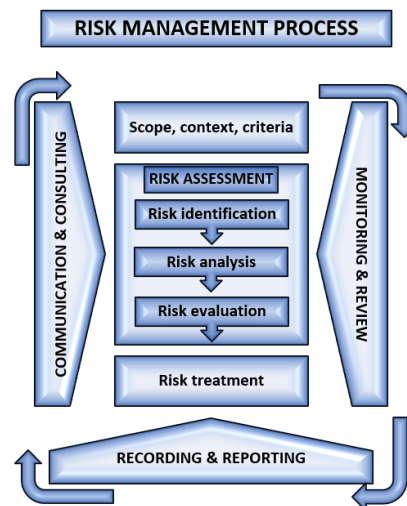 RISK MANAGEMENT PROCESS
Scope, context, criteria
RISK ASSESSMENT
Risk identification
Risk analysis
Risk evaluation
Risk treatment
COMMUNICATION & CONSULTING
MONITORING & REVIEW
RECORDING & REPORTING